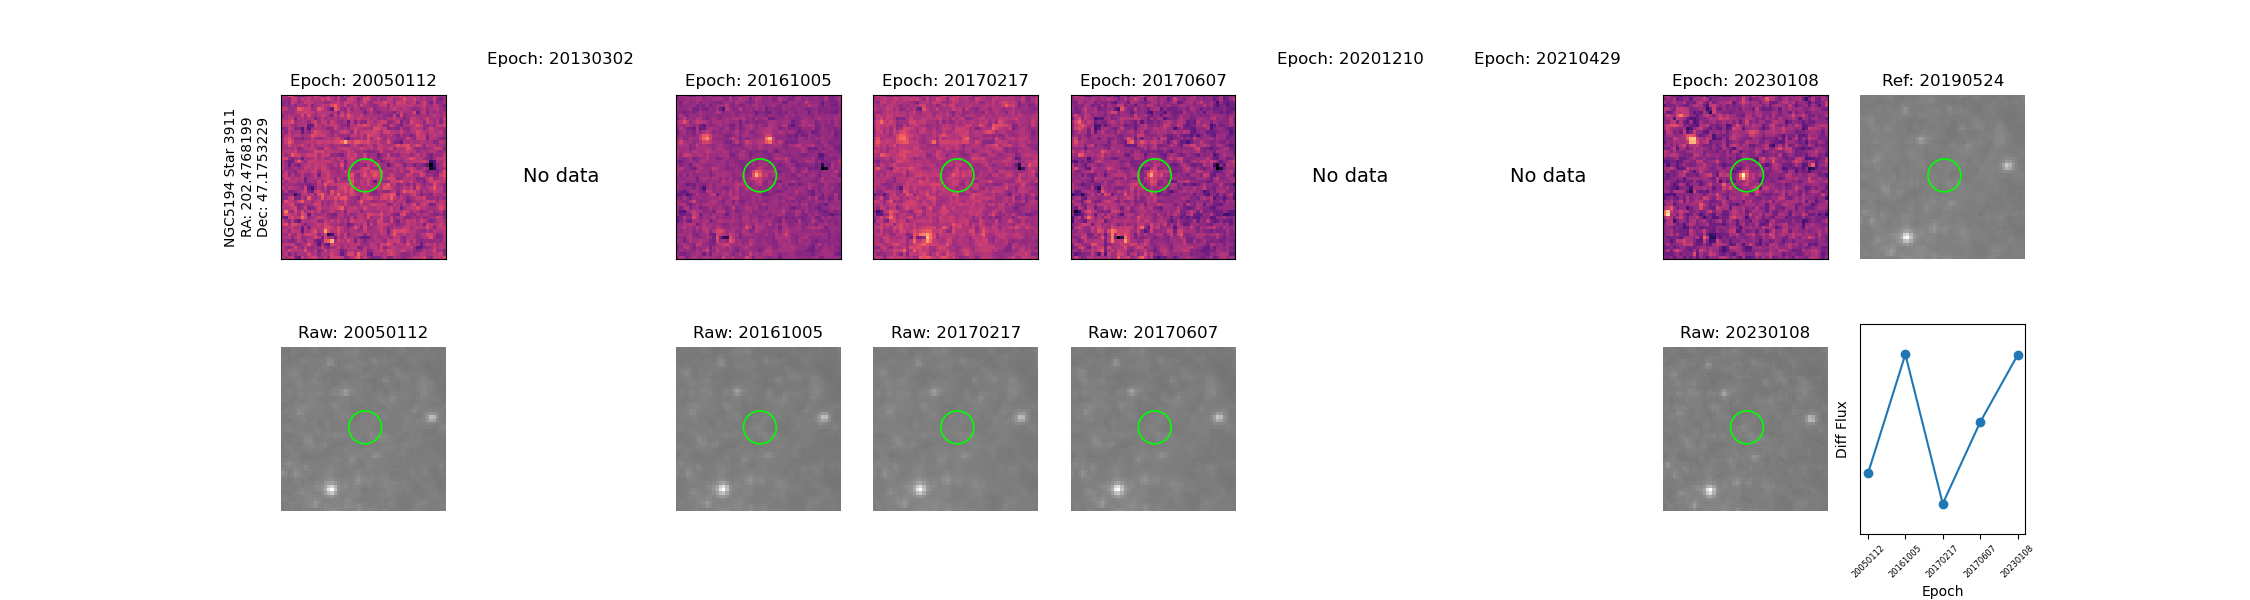 Epoch: 20130302
Epoch: 20201210
Epoch: 20210429
Epoch: 20050112
Epoch: 20161005
Epoch: 20170217
Epoch: 20170607
Epoch: 20230108
Ref: 20190524
NGC5194 Star 3911
RA: 202.4768199
Dec: 47.1753229
No data
No data
No data
Raw: 20050112
Raw: 20161005
Raw: 20170217
Raw: 20170607
Raw: 20230108
Diff Flux
20050112
20161005
20170217
20170607
20230108
Epoch